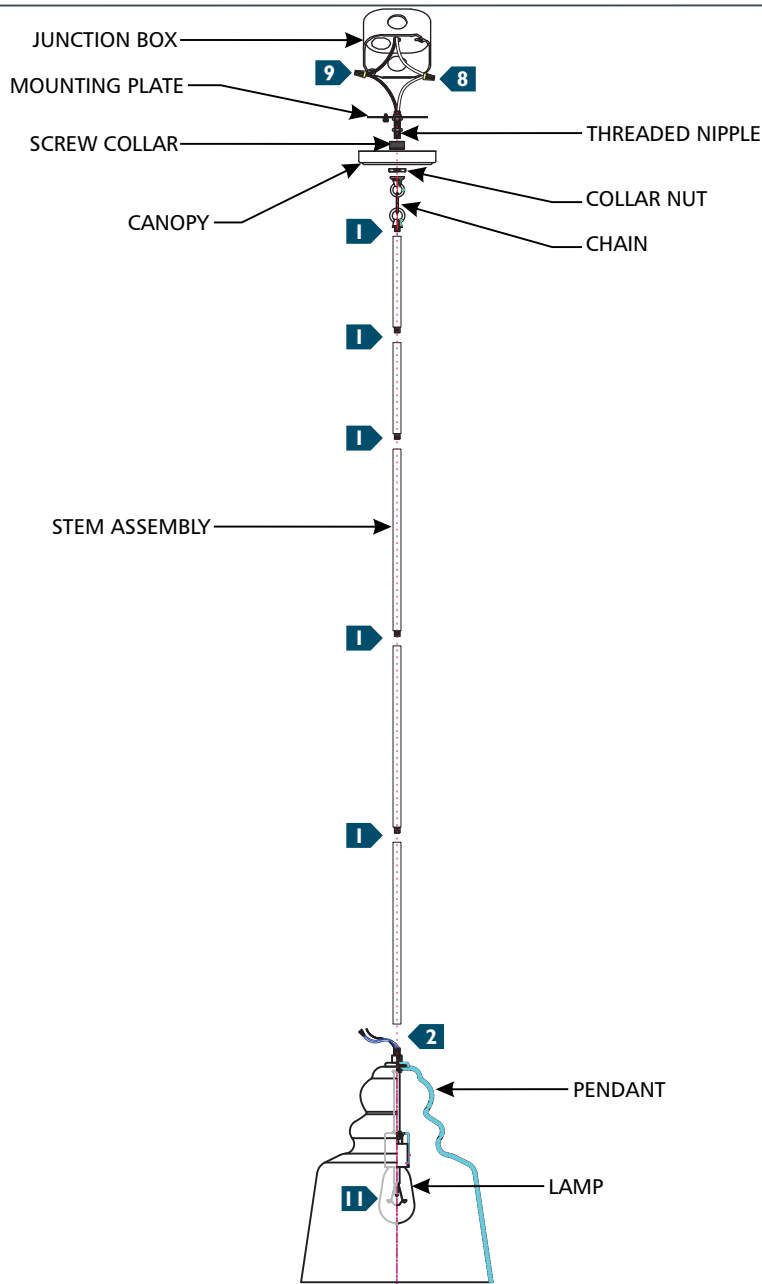 JUNCTION BOX
9
8
MOUNTING PLATE
THREADED NIPPLE
SCREW COLLAR
COLLAR NUT
CANOPY
1
CHAIN
1
1
STEM ASSEMBLY
1
1
2
PENDANT
LAMP
11